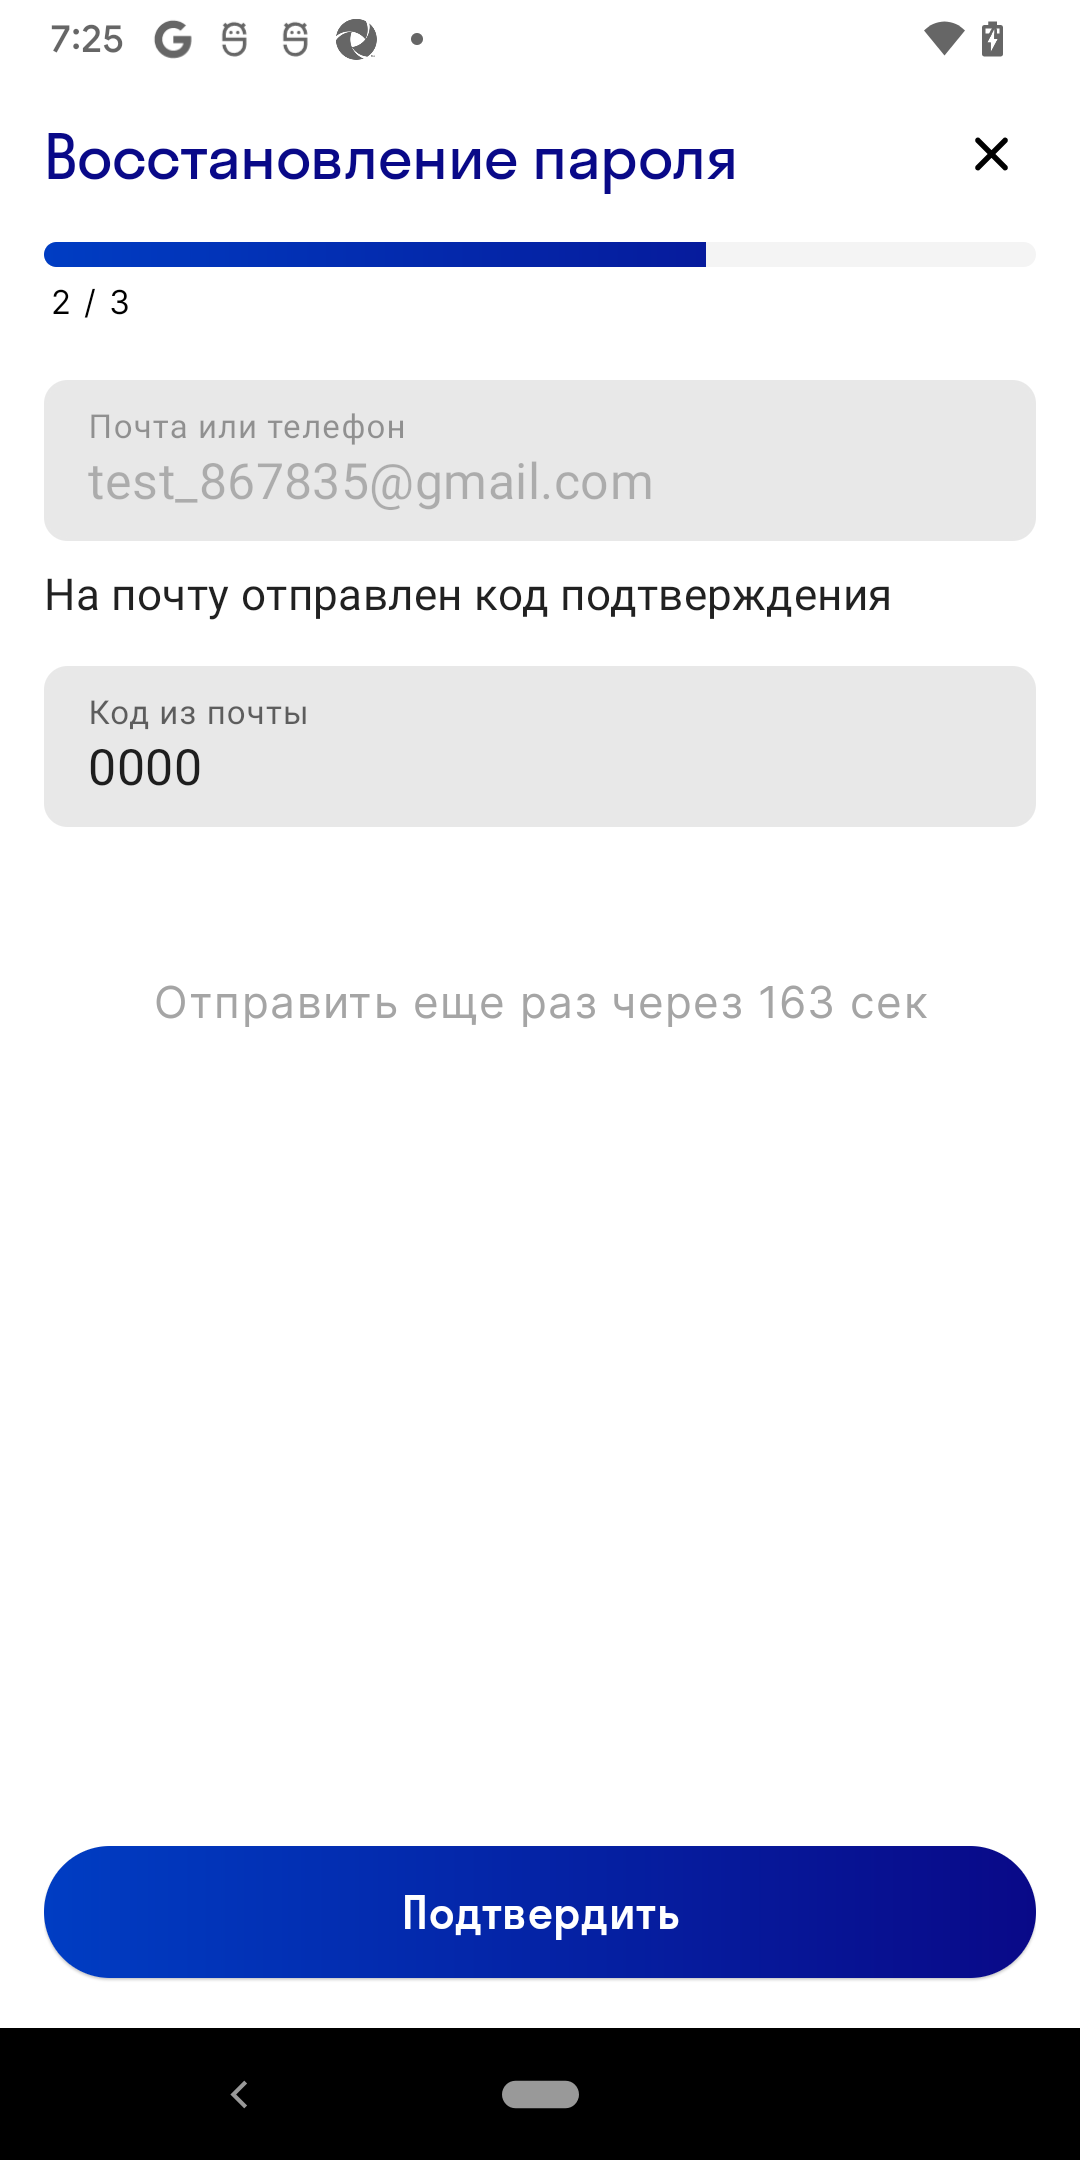 7:25
Восстановление пароля
2 / 3
Почта или телефон
test_867835@gmail.com
На почту отправлен код подтверждения
Код из почты
0000
Отправить еще раз через 163 сек
Подтвердить